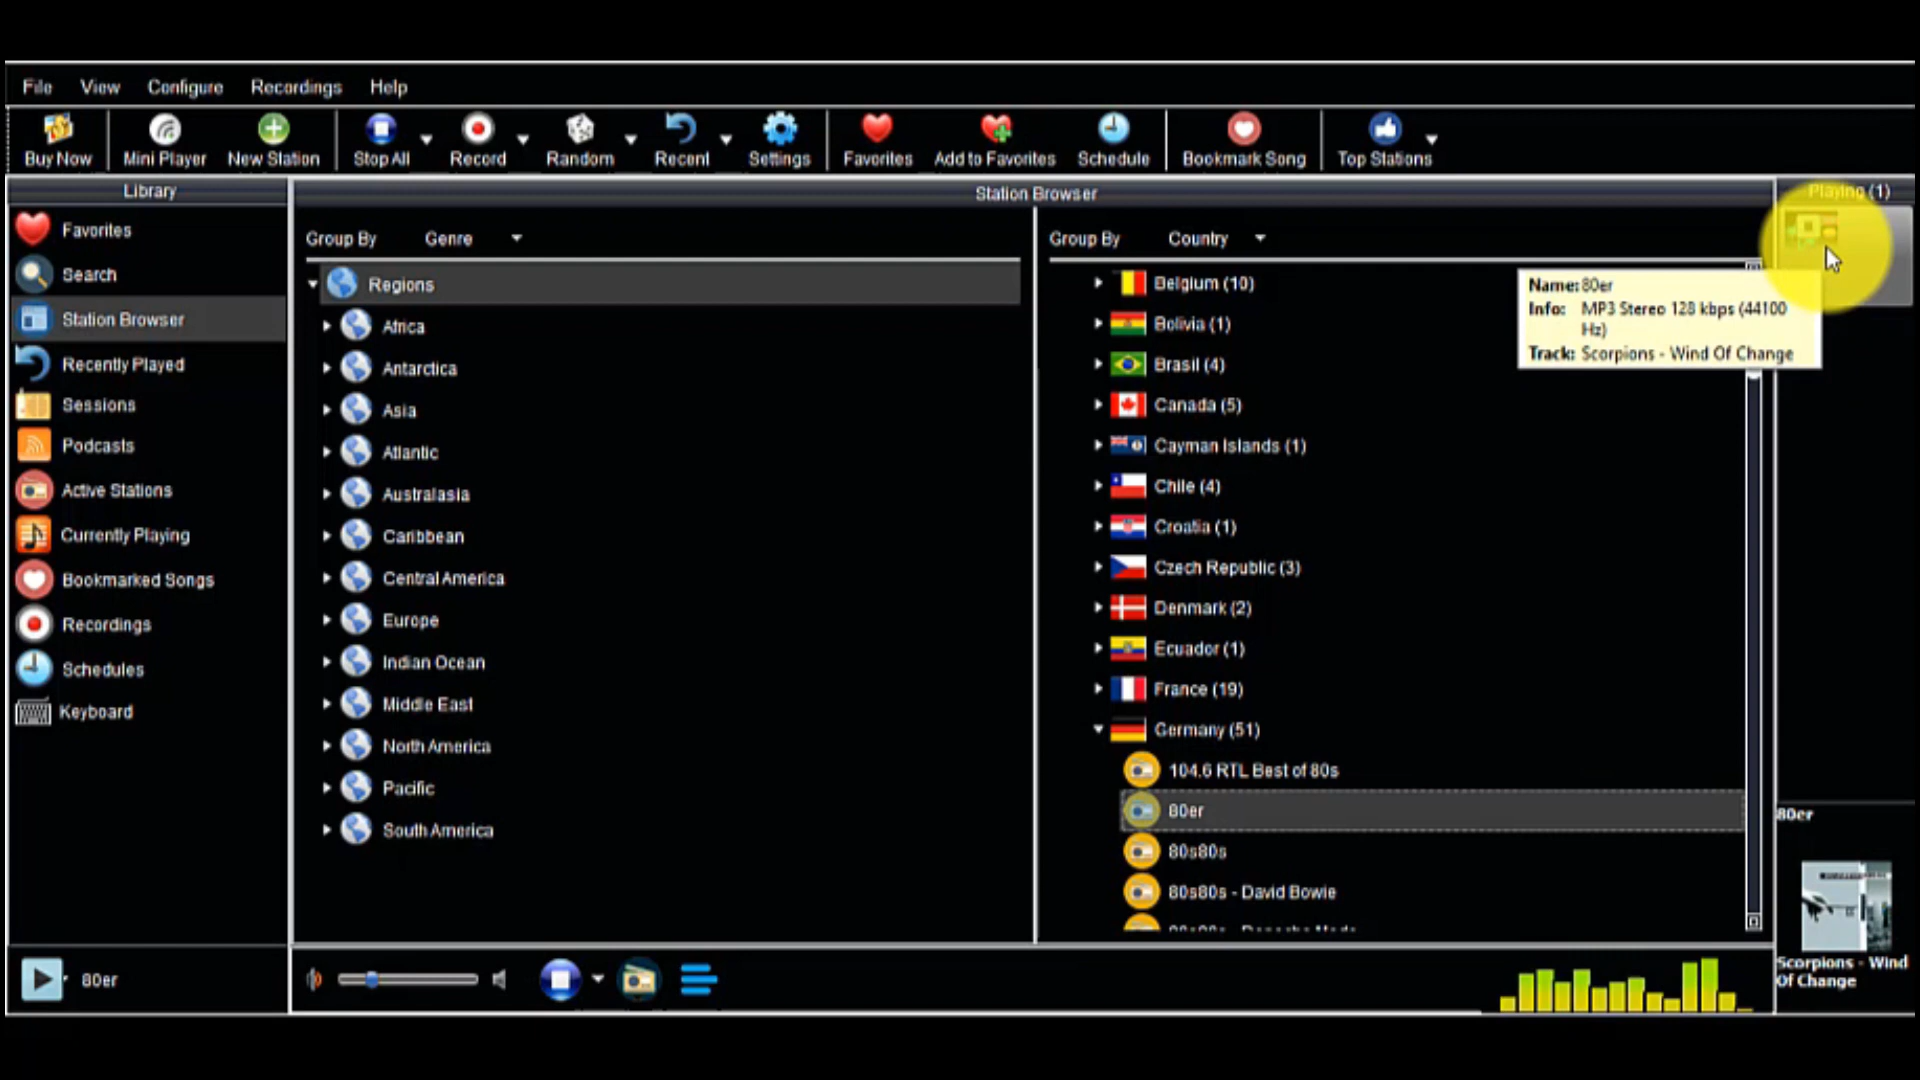 File View Configure Recordings Help
Buy Now Mini Player New Station Stop All Record Random Recent Settings Favorites Add to Favorites Schedule Bookmark Song Top Stations
Library
Favorites
Search
Station Browser
Recently Played
Sessions
Podcasts
Active Stations
Currently Playing
Bookmarked Songs
Recordings
Schedules
Keyboard
80er
Station Browser
Group By Genre
Regions
Africa
Antarctica
Asia
Atlantic
Australasia
Caribbean
Central America
Europe
Indian Ocean
Middle East
North America
Pacific
South America
Group By Country
Belgium (10)
Bolivia (1)
Brasil (4)
Canada (5)
Cayman Islands (1)
Chile (4)
Croatia (1)
Czech Republic (3)
Denmark (2)
Ecuador (1)
France (19)
Germany (51)
104.6 RTL Best of 80s
80er
80s80s
80s80s - David Bowie
Playing (1)
Name: 80er
Info: MP3 Stereo 128 kbps (44100
Hz)
Track: Scorpions - Wind Of Change
80er
Scorpions - Wind
Of Change